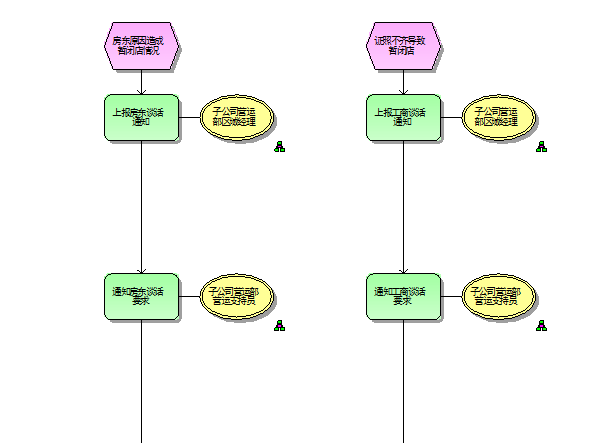 房东原因造成
暂闭店情况
证照不齐导致
暂闭店
上报房东谈话
通知
子公司营运
部区域经理
上报工商谈话
通知
子公司营运
部区域经理
通知房东谈话
要求
子公司营运部
营运支持员
通知工商谈话
要求
子公司营运部
营运支持员